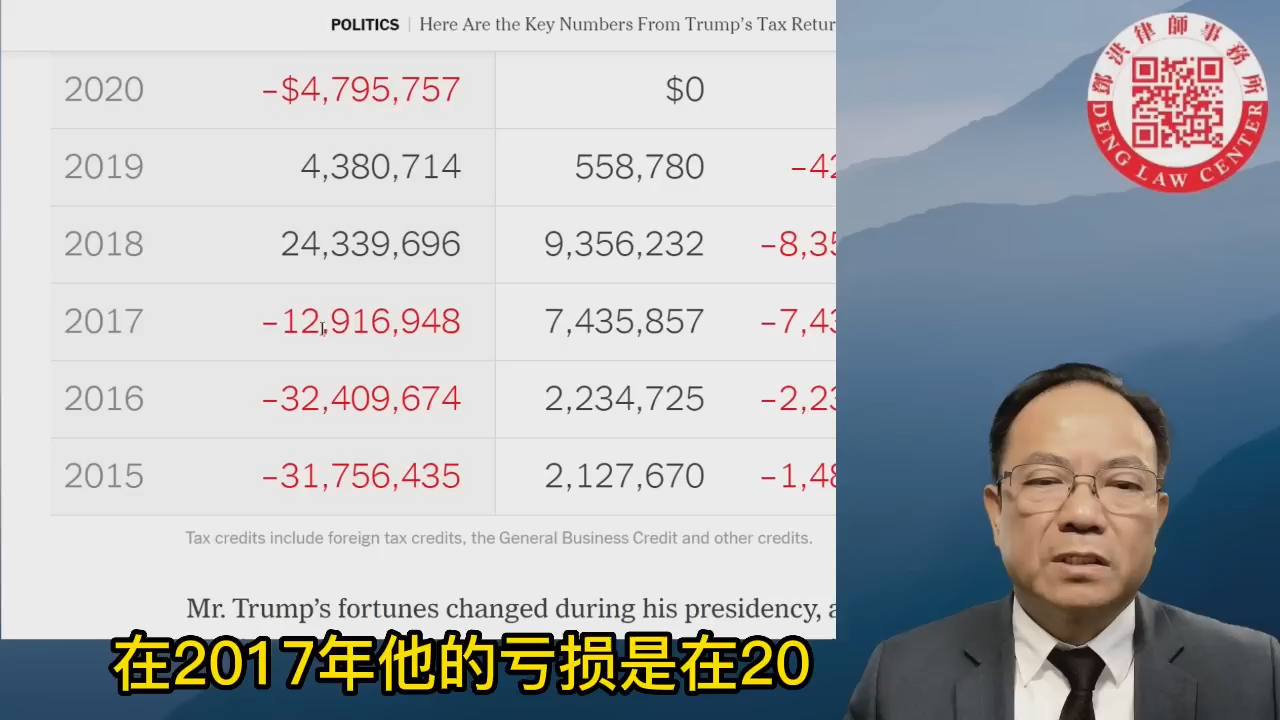 POLITICS | Here Are the Key Numbers From Trump's Tax Retur
2020 −$4,795,757 $0
2019 4,380,714 558,780 −42
2018 24,339,696 9,356,232 −8,35
2017 −12,916,948 7,435,857 −7,43
2016 −32,409,674 2,234,725 −2,23
2015 −31,756,435 2,127,670 −1,48
Tax credits include foreign tax credits, the General Business Credit and other credits.
Mr. Trump's fortunes changed during his presidency, a
在2017年他的亏损是在20
鄧洪律師事務所
DENG LAW CENTER